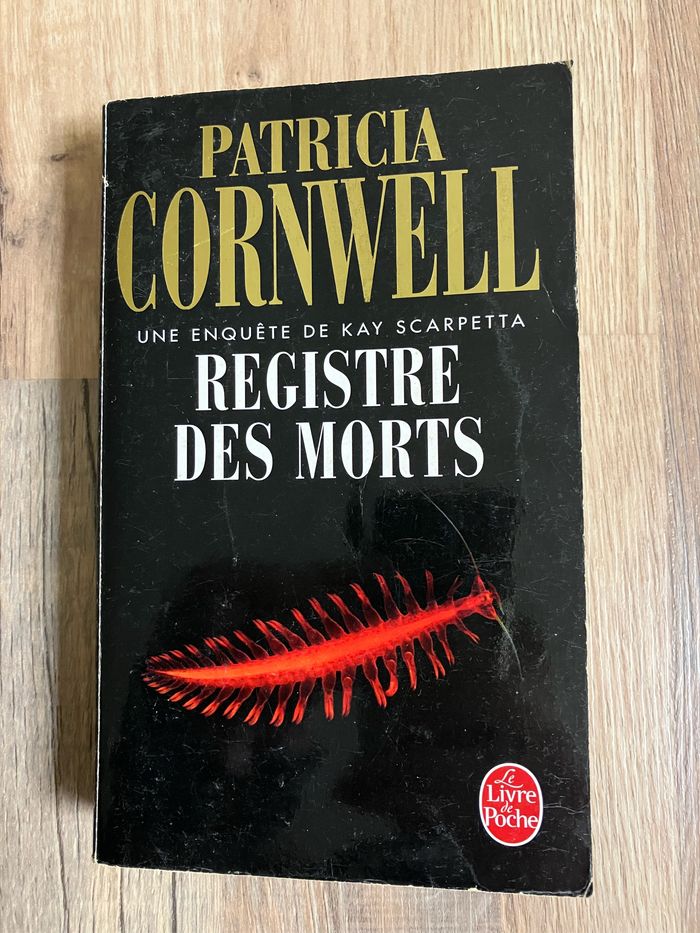 PATRICIA
CORNWELL
UNE ENQUÊTE DE KAY SCARPETTA
REGISTRE
DES MORTS
Le
Livre
de
Poche